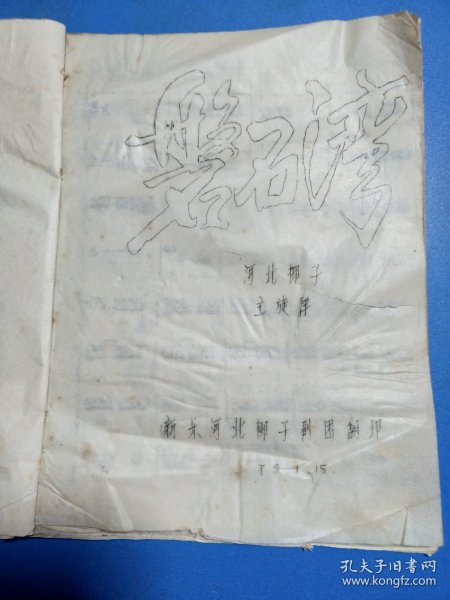 磐石湾
河北梆子
主旋律
新乐河北梆子剧团翻印
75.1.15.
孔夫子旧书网
www.kongfz.com